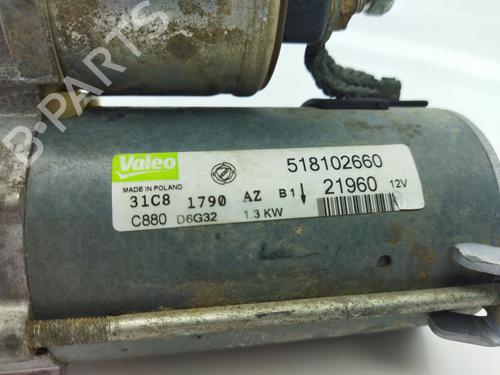 Valeo
MADE IN POLAND
518102660
31C8 1790 AZ B1 21960 12V
C880 D6G32 1.3 KW
B-PARTS